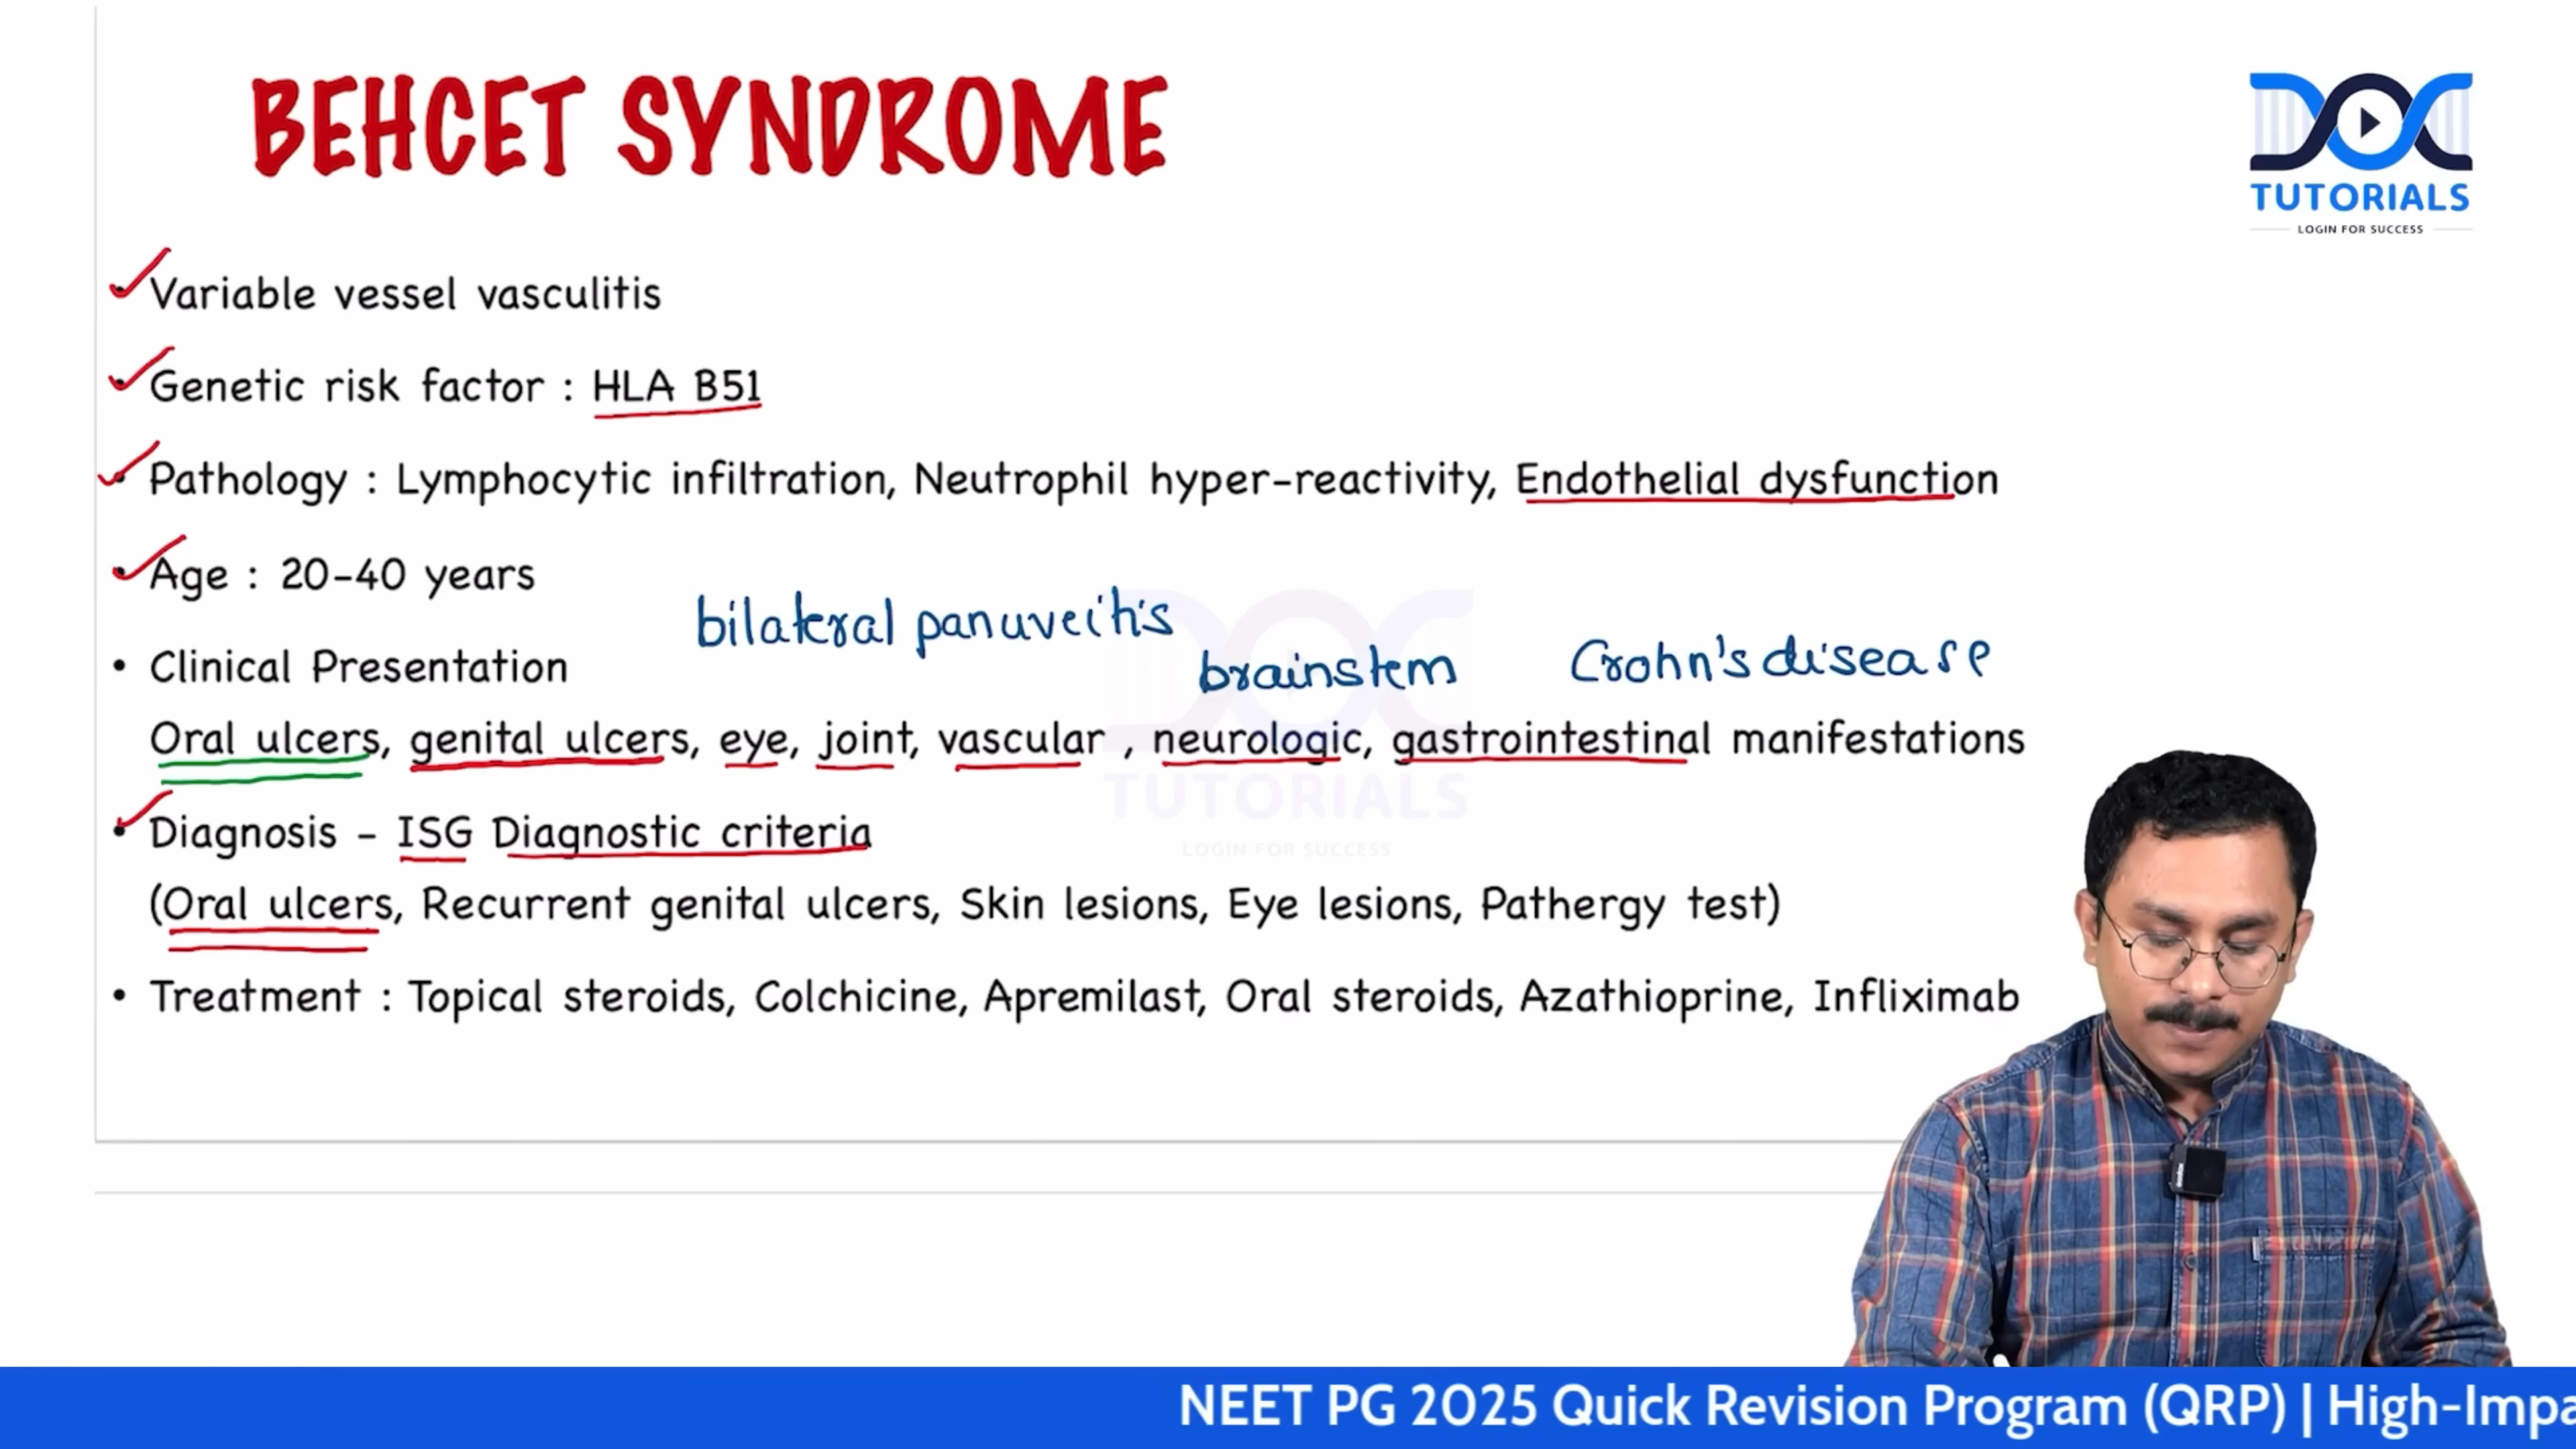 BEHCET SYNDROME
DOC
TUTORIALS
LOGIN FOR SUCCESS
• Variable vessel vasculitis
• Genetic risk factor : HLA B51
• Pathology : Lymphocytic infiltration, Neutrophil hyper-reactivity, Endothelial dysfunction
• Age : 20-40 years
bilateral panuveitis
brainstem
Crohn's disease
• Clinical Presentation
Oral ulcers, genital ulcers, eye, joint, vascular , neurologic, gastrointestinal manifestations
TUTORIALS
LOGIN FOR SUCCESS
• Diagnosis - ISG Diagnostic criteria
(Oral ulcers, Recurrent genital ulcers, Skin lesions, Eye lesions, Pathergy test)
• Treatment : Topical steroids, Colchicine, Apremilast, Oral steroids, Azathioprine, Infliximab
NEET PG 2025 Quick Revision Program (QRP) | High-Impa